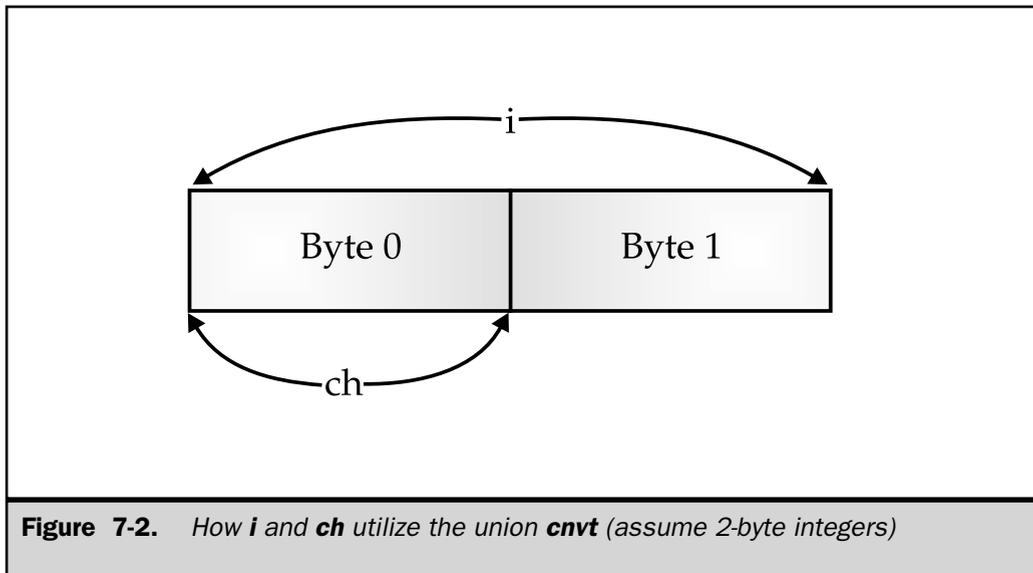 i
Byte 0 Byte 1
ch
Figure 7-2. How i and ch utilize the union cnvt (assume 2-byte integers)